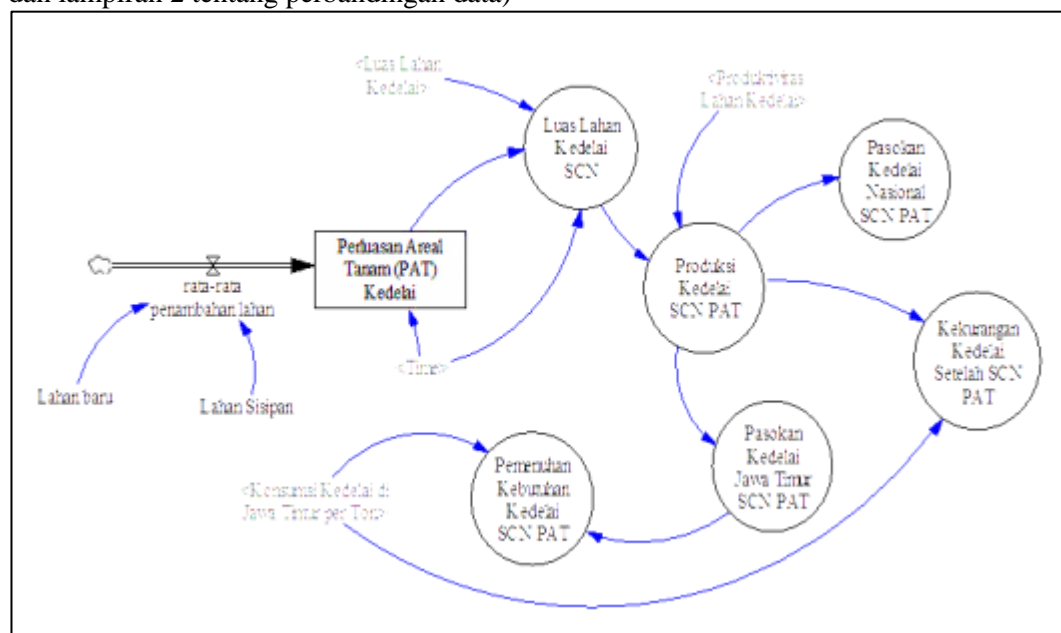 dan lampiran 2 tentang perbandingan data)
<Luas Lahan
Kedelai>
<Produktivitas
Lahan Kedelai>
Luas Lahan
Kedelai
SCN
Pasokan
Kedelai
Nasional
SCN PAT
Perluasan Areal
Tanam (PAT)
Kedelai
Produksi
Kedelai
SCN PAT
rata-rata
penambahan lahan
Kekurangan
Kedelai
Setelah SCN
PAT
<Time>
Lahan baru
Lahan Sisipan
Pasokan
Kedelai
Jawa Timur
SCN PAT
Pemenuhan
Kebutuhan
Kedelai
SCN PAT
<Konsumsi Kedelai di
Jawa Timur per Ton>